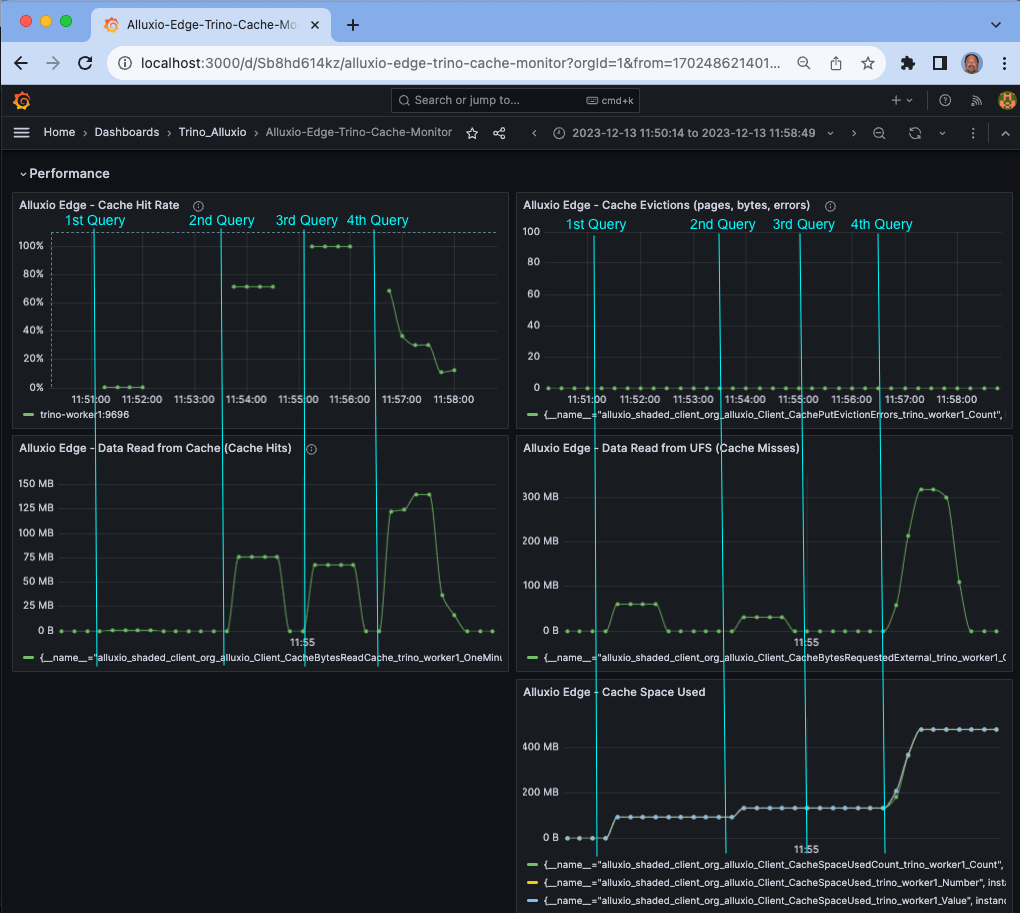 Alluxio-Edge-Trino-Cache-Mo
localhost:3000/d/Sb8hd614kz/alluxio-edge-trino-cache-monitor?orgId=1&from=170248621401...
Search or jump to...
cmd+k
Home > Dashboards > Trino_Alluxio > Alluxio-Edge-Trino-Cache-Monitor
2023-12-13 11:50:14 to 2023-12-13 11:58:49
Performance
Alluxio Edge - Cache Hit Rate
1st Query 2nd Query 3rd Query 4th Query
100%
80%
60%
40%
20%
0%
11:51:00 11:52:00 11:53:00 11:54:00 11:55:00 11:56:00 11:57:00 11:58:00
trino-worker1:9696
Alluxio Edge - Cache Evictions (pages, bytes, errors)
1st Query 2nd Query 3rd Query 4th Query
100
80
60
40
20
0
11:51:00 11:52:00 11:53:00 11:54:00 11:55:00 11:56:00 11:57:00 11:58:00
{__name__="alluxio_shaded_client_org_alluxio_Client_CachePutEvictionErrors_trino_worker1_Count",
Alluxio Edge - Data Read from Cache (Cache Hits)
150 MB
125 MB
100 MB
75 MB
50 MB
25 MB
0 B
11:55
{__name__="alluxio_shaded_client_org_alluxio_Client_CacheBytesReadCache_trino_worker1_OneMinu
Alluxio Edge - Data Read from UFS (Cache Misses)
300 MB
200 MB
100 MB
0 B
11:55
{__name__="alluxio_shaded_client_org_alluxio_Client_CacheBytesRequestedExternal_trino_worker1_
Alluxio Edge - Cache Space Used
400 MB
200 MB
0 B
11:55
{__name__="alluxio_shaded_client_org_alluxio_Client_CacheSpaceUsedCount_trino_worker1_Count",
{__name__="alluxio_shaded_client_org_alluxio_Client_CacheSpaceUsed_trino_worker1_Number", insta
{__name__="alluxio_shaded_client_org_alluxio_Client_CacheSpaceUsed_trino_worker1_Value", instanc